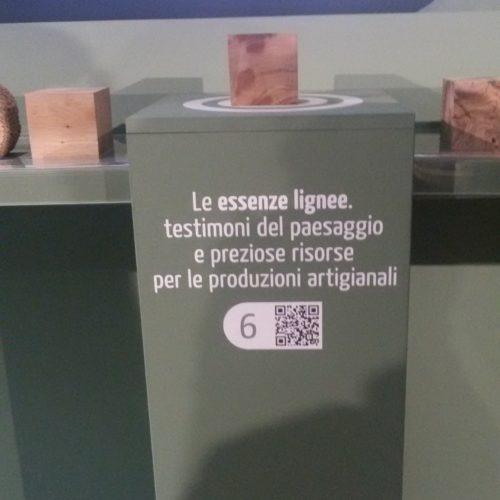 Le essenze lignee.
testimoni del paesaggio
e preziose risorse
per le produzioni artigianali
6